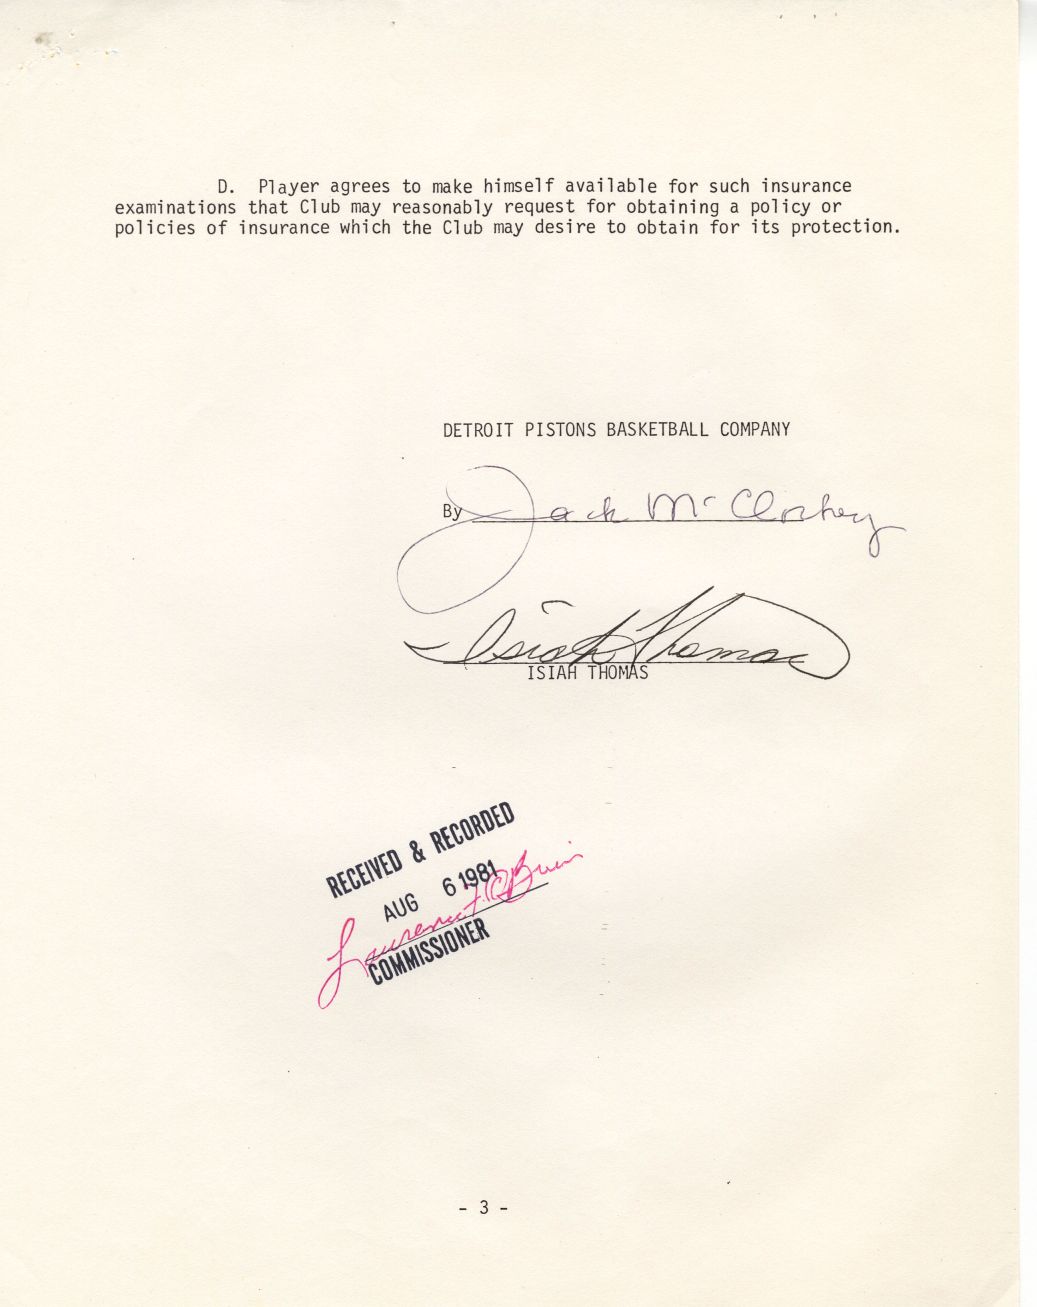 D. Player agrees to make himself available for such insurance
examinations that Club may reasonably request for obtaining a policy or
policies of insurance which the Club may desire to obtain for its protection.
DETROIT PISTONS BASKETBALL COMPANY
By Jack McCloskey
Isiah Thomas
ISIAH THOMAS
RECEIVED & RECORDED
AUG 6 1981
Lawrence F. O'Brien
COMMISSIONER
- 3 -